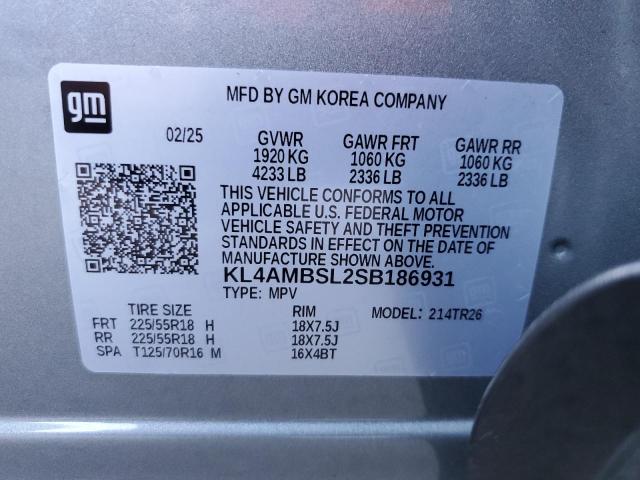 gm
MFD BY GM KOREA COMPANY
02/25 GVWR GAWR FRT GAWR RR
1920 KG 1060 KG 1060 KG
4233 LB 2336 LB 2336 LB
THIS VEHICLE CONFORMS TO ALL
APPLICABLE U.S. FEDERAL MOTOR
VEHICLE SAFETY AND THEFT PREVENTION
STANDARDS IN EFFECT ON THE DATE OF
MANUFACTURE SHOWN ABOVE.
KL4AMBSL2SB186931
TYPE: MPV
TIRE SIZE RIM MODEL: 214TR26
FRT 225/55R18 H 18X7.5J
RR 225/55R18 H 18X7.5J
SPA T125/70R16 M 16X4BT